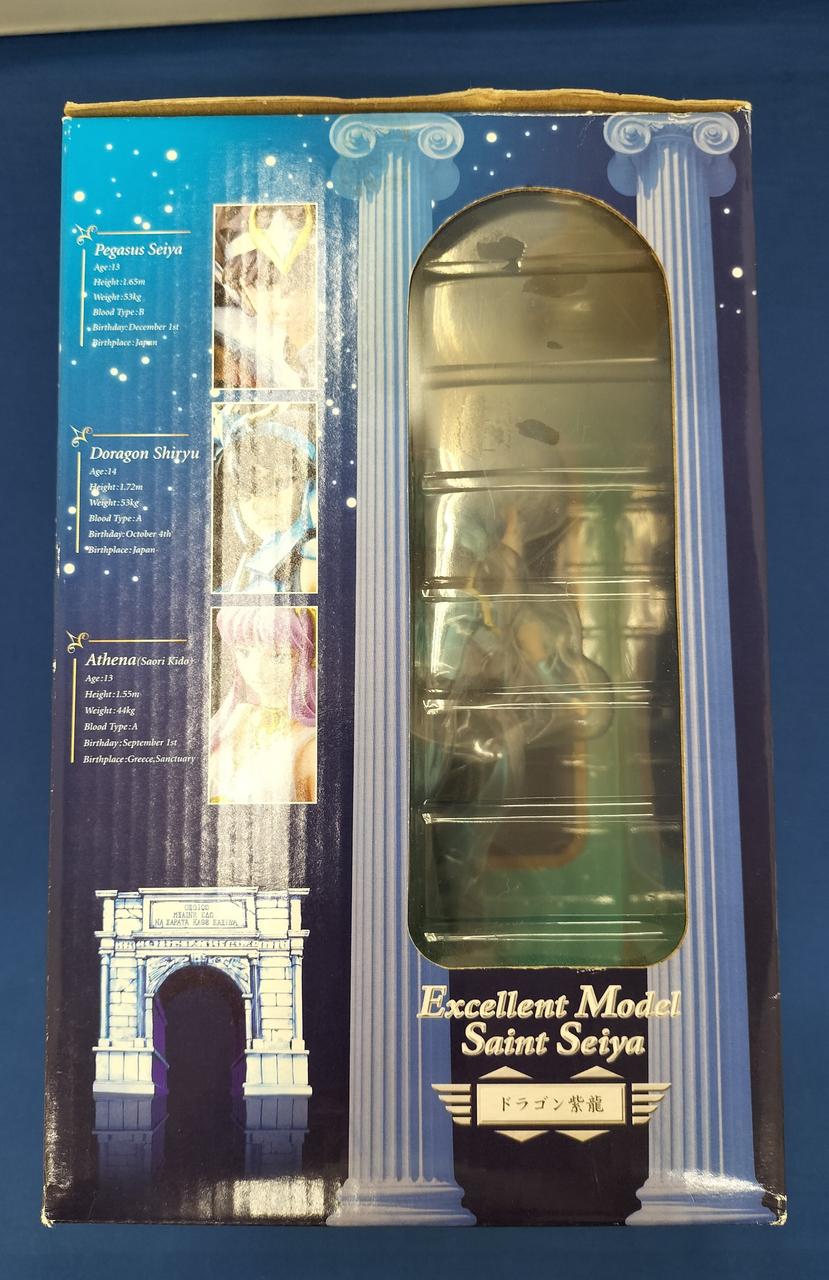 Pegasus Seiya
Age:13
Height:1.65m
Weight:53kg
Blood Type:B
Birthday:December 1st
Birthplace:Japan
Doragon Shiryu
Age:14
Height:1.72m
Weight:53kg
Blood Type:A
Birthday:October 4th
Birthplace:Japan
Athena(Saori Kido)
Age:13
Height:1.55m
Weight:44kg
Blood Type:A
Birthday:September 1st
Birthplace:Greece,Sanctuary
Excellent Model
Saint Seiya
ドラゴン紫龍